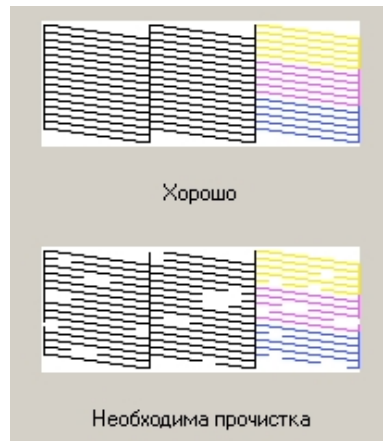 Хорошо
Необходима прочистка